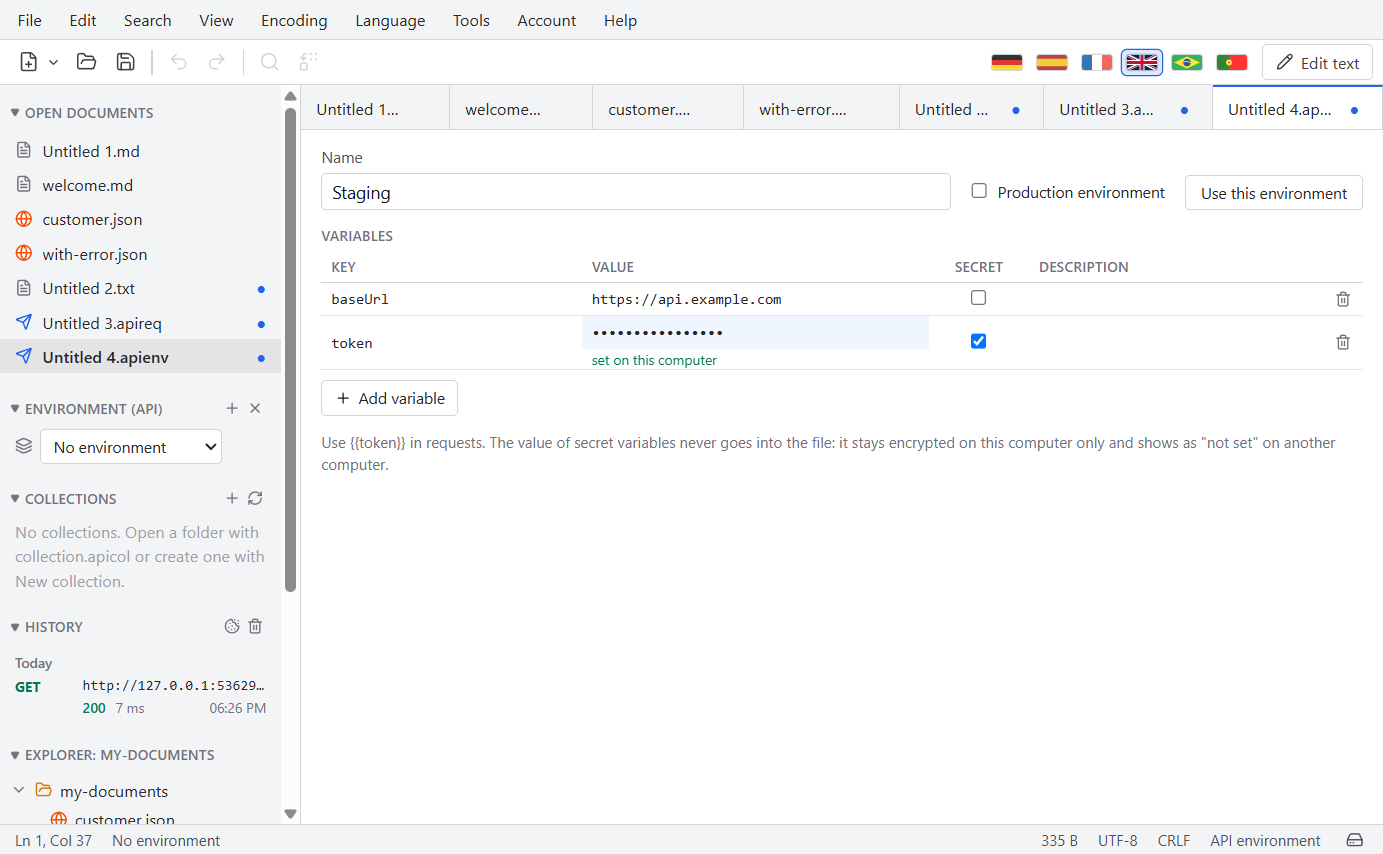 File Edit Search View Encoding Language Tools Account Help
Edit text
OPEN DOCUMENTS
Untitled 1.md
welcome.md
customer.json
with-error.json
Untitled 2.txt
Untitled 3.apireq
Untitled 4.apienv
ENVIRONMENT (API)
No environment
COLLECTIONS
No collections. Open a folder with
collection.apicol or create one with
New collection.
HISTORY
Today
GET http://127.0.0.1:53629…
200 7 ms 06:26 PM
EXPLORER: MY-DOCUMENTS
my-documents
customer.json
Untitled 1... welcome... customer.... with-error.... Untitled ... Untitled 3.a... Untitled 4.ap...
Name
Staging Production environment Use this environment
VARIABLES
KEY VALUE SECRET DESCRIPTION
baseUrl https://api.example.com
token ••••••••••••••••
set on this computer
Add variable
Use {{token}} in requests. The value of secret variables never goes into the file: it stays encrypted on this computer only and shows as "not set" on another
computer.
Ln 1, Col 37 No environment 335 B UTF-8 CRLF API environment